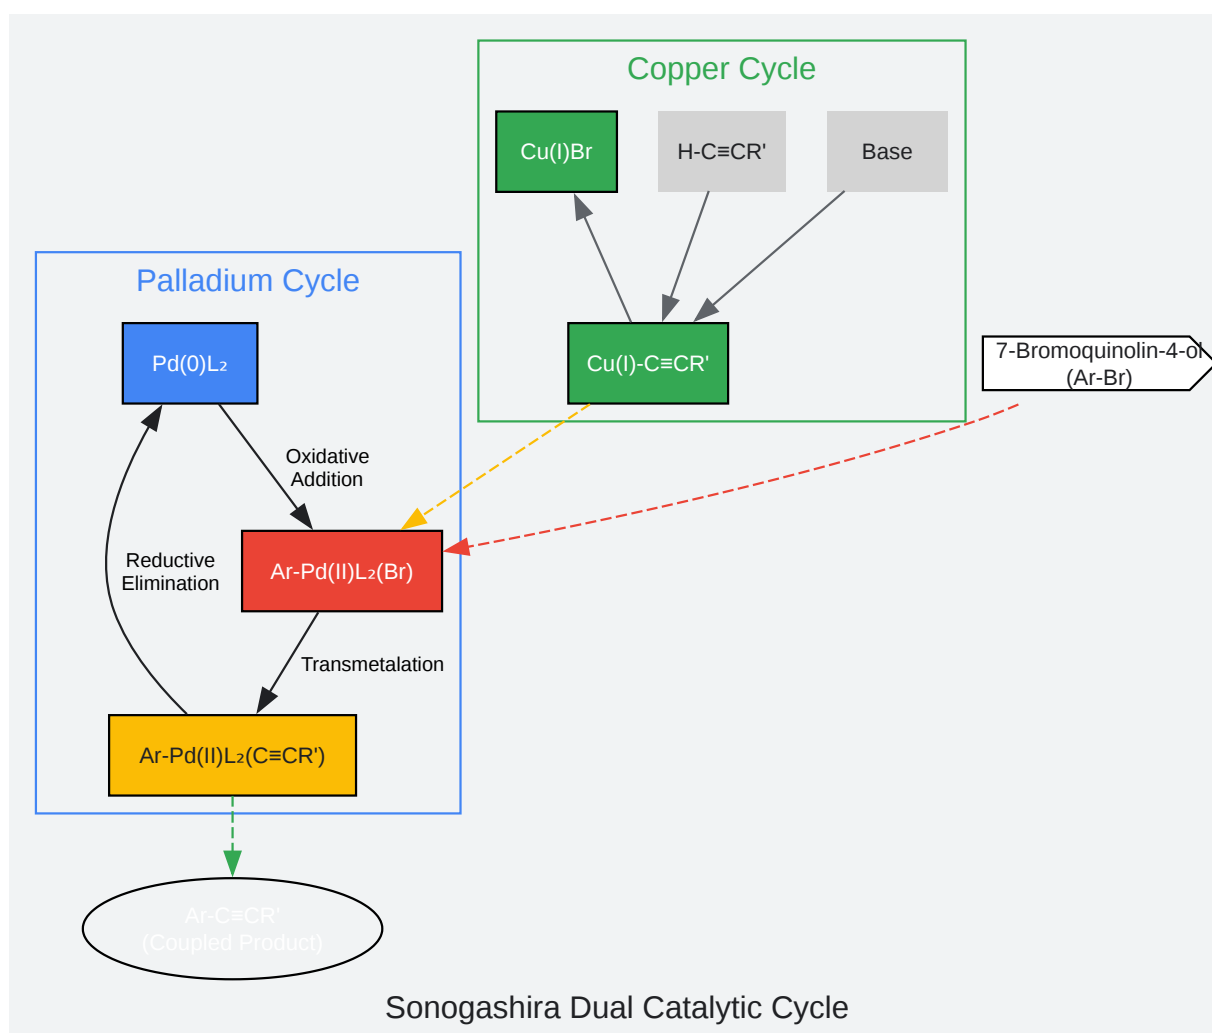 Copper Cycle
Cu(I)Br
H-C≡CR'
Base
Palladium Cycle
Pd(0)L₂
Cu(I)-C≡CR'
7-Bromoquinolin-4-ol
(Ar-Br)
Oxidative
Addition
Reductive
Elimination
Ar-Pd(II)L₂(Br)
Transmetalation
Ar-Pd(II)L₂(C≡CR')
Ar-C≡CR'
(Coupled Product)
Sonogashira Dual Catalytic Cycle